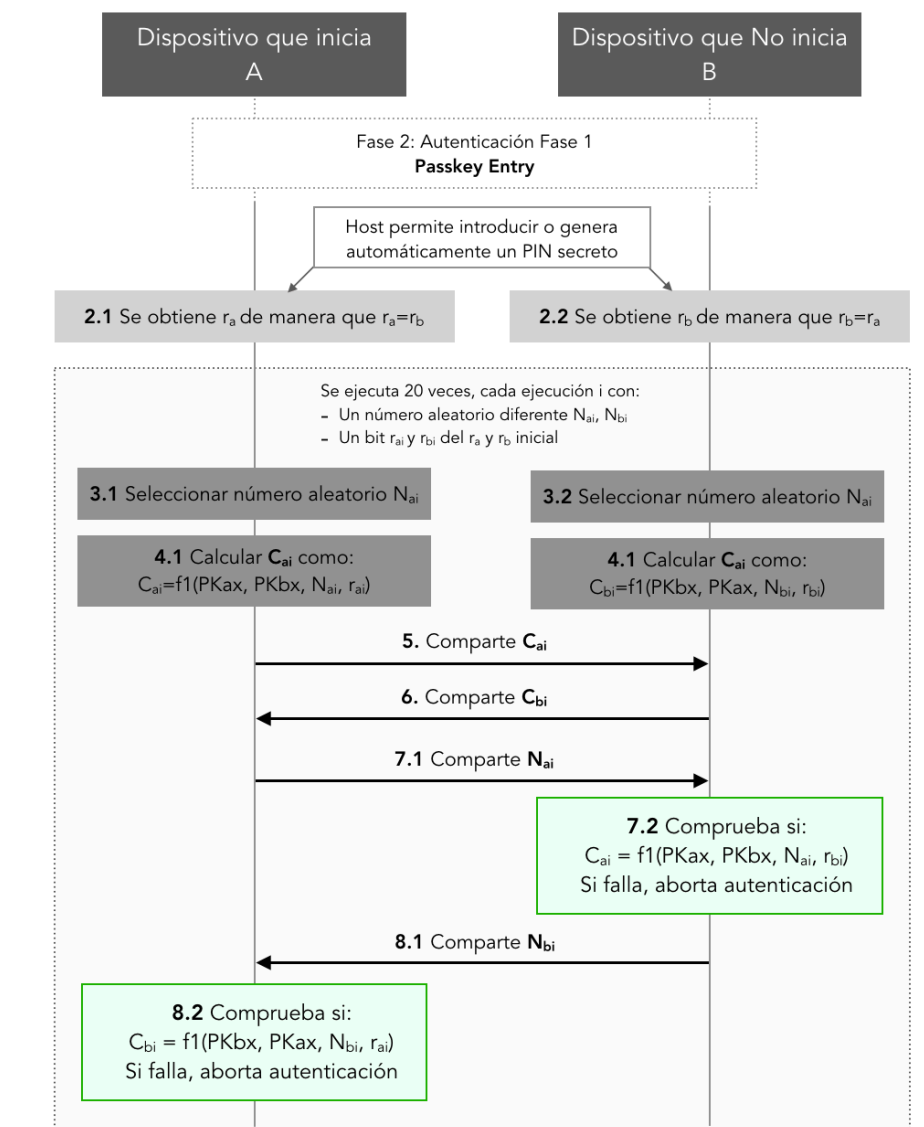 Dispositivo que inicia
A
Dispositivo que No inicia
B
Fase 2: Autenticación Fase 1
Passkey Entry
Host permite introducir o genera
automáticamente un PIN secreto
2.1 Se obtiene ra de manera que ra=rb
2.2 Se obtiene rb de manera que rb=ra
Se ejecuta 20 veces, cada ejecución i con:
- Un número aleatorio diferente Nai, Nbi
- Un bit rai y rbi del ra y rb inicial
3.1 Seleccionar número aleatorio Nai
3.2 Seleccionar número aleatorio Nai
4.1 Calcular Cai como:
Cai=f1(PKax, PKbx, Nai, rai)
4.1 Calcular Cai como:
Cbi=f1(PKbx, PKax, Nbi, rbi)
5. Comparte Cai
6. Comparte Cbi
7.1 Comparte Nai
7.2 Comprueba si:
Cai = f1(PKax, PKbx, Nai, rbi)
Si falla, aborta autenticación
8.1 Comparte Nbi
8.2 Comprueba si:
Cbi = f1(PKbx, PKax, Nbi, rai)
Si falla, aborta autenticación